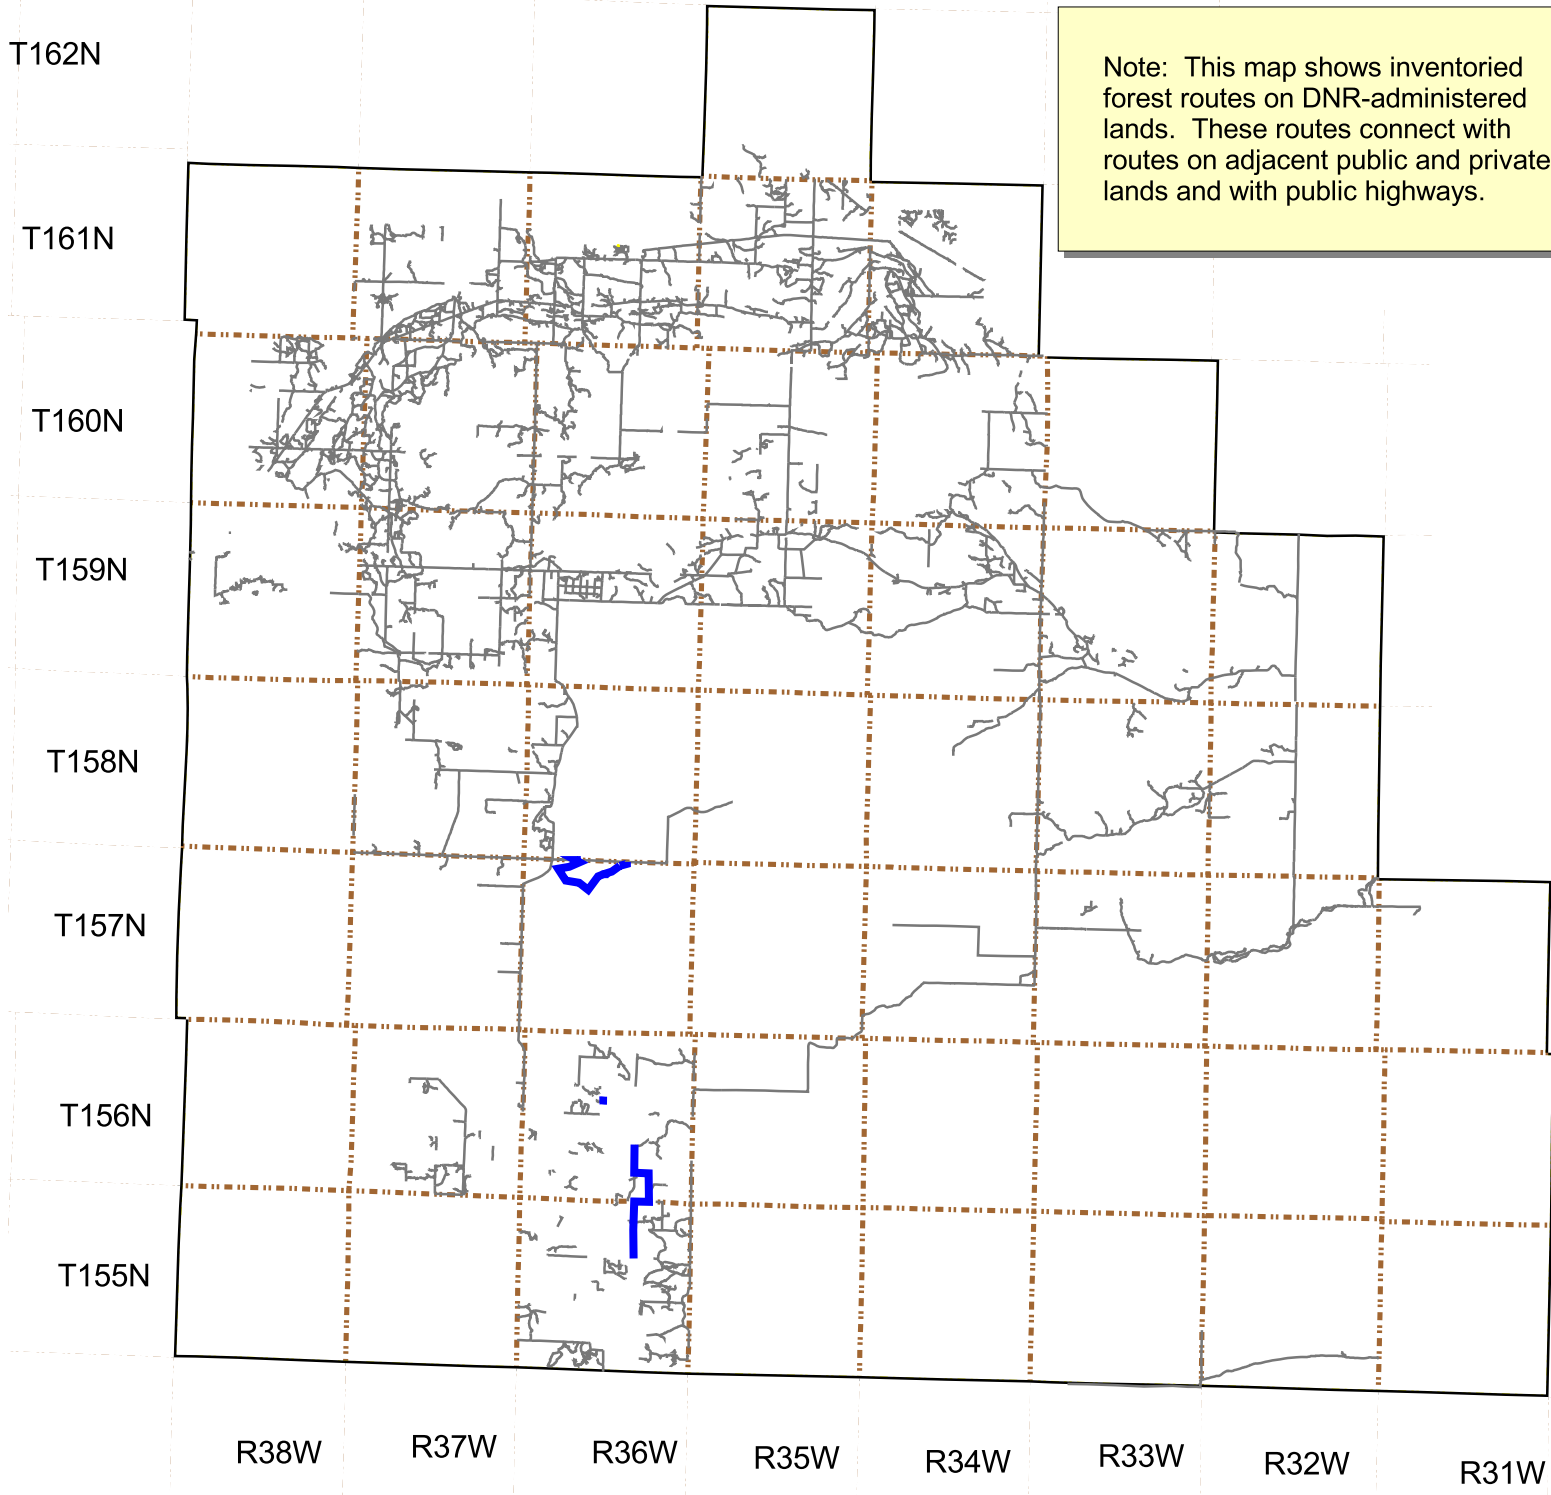 T162N
Note: This map shows inventoried
forest routes on DNR-administered
lands. These routes connect with
routes on adjacent public and private
lands and with public highways.
T161N
T160N
T159N
T158N
T157N
T156N
T155N
R38W
R37W
R36W
R35W
R34W
R33W
R32W
R31W